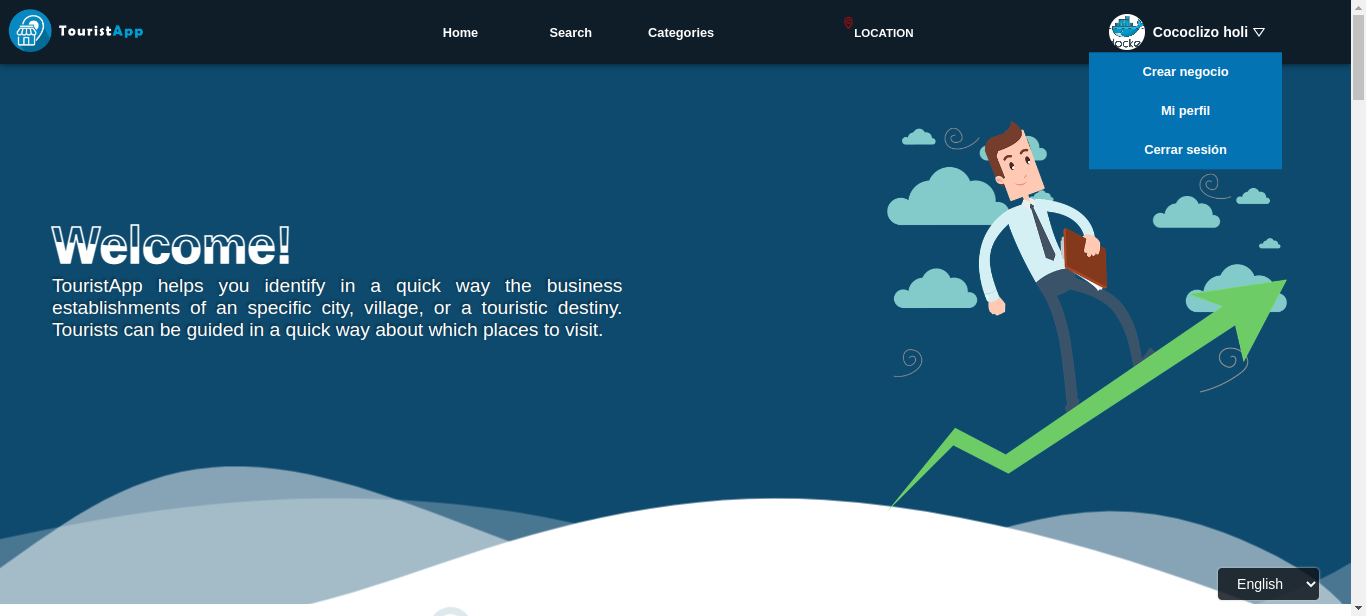 TouristApp
Home
Search
Categories
LOCATION
Cococlizo holi
Crear negocio
Mi perfil
Cerrar sesión
Welcome!
TouristApp helps you identify in a quick way the business
establishments of an specific city, village, or a touristic destiny.
Tourists can be guided in a quick way about which places to visit.
English